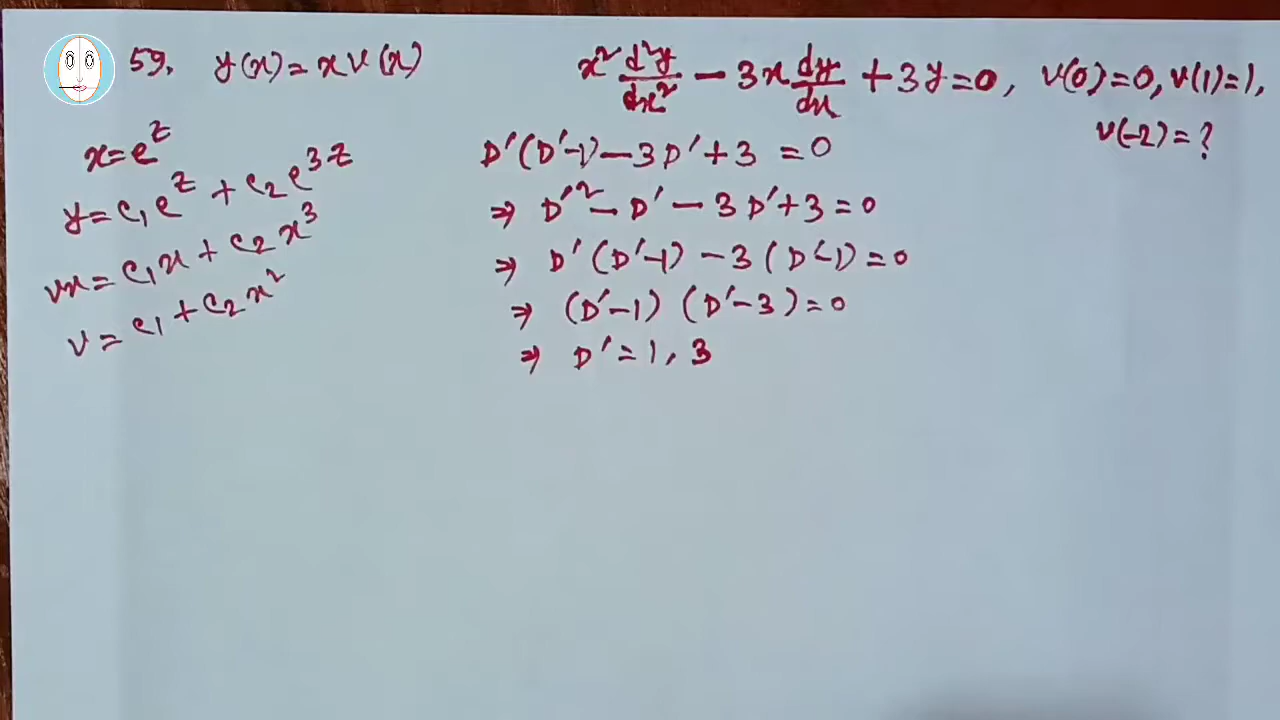 59. y(x)=xv(x) x² d²y/dx² − 3x dy/dx + 3y=0, v(0)=0, v(1)=1,
v(-2)=?
x=e^z
y=c₁e^z + c₂e^3z
vx=c₁x+c₂x³
v=c₁+c₂x²
D'(D'-1)−3D'+3 =0
⇒ D'²−D'−3D'+3=0
⇒ D'(D'-1) −3(D'-1)=0
⇒ (D'-1) (D'-3)=0
⇒ D'=1, 3